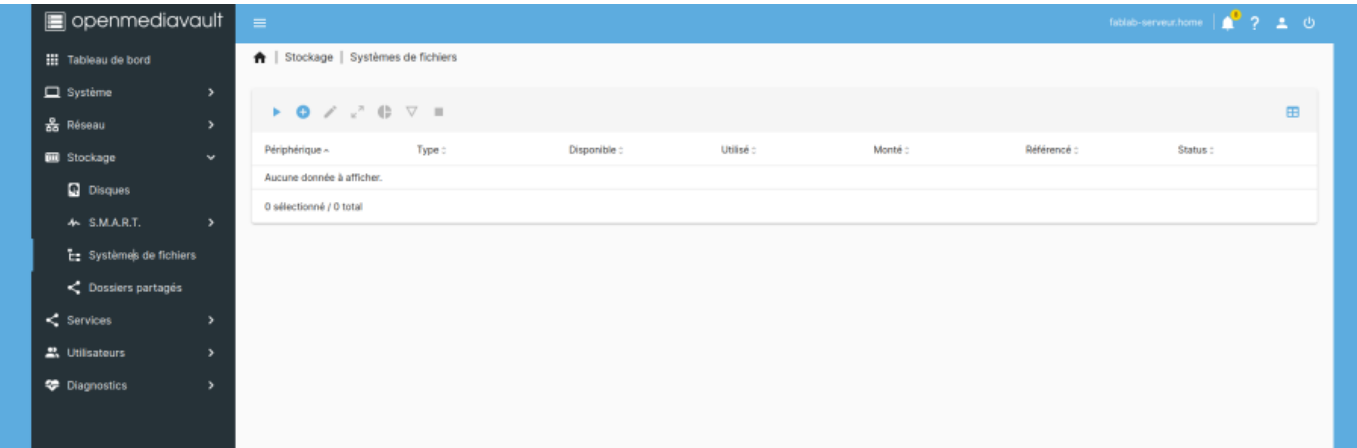 openmediavault
fablab-serveur.home
Tableau de bord
Stockage | Systèmes de fichiers
Système
Réseau
Stockage
Périphérique Type Disponible Utilisé Monté Référencé Status
Aucune donnée à afficher.
Disques
0 sélectionné / 0 total
S.M.A.R.T.
Systèmes de fichiers
Dossiers partagés
Services
Utilisateurs
Diagnostics